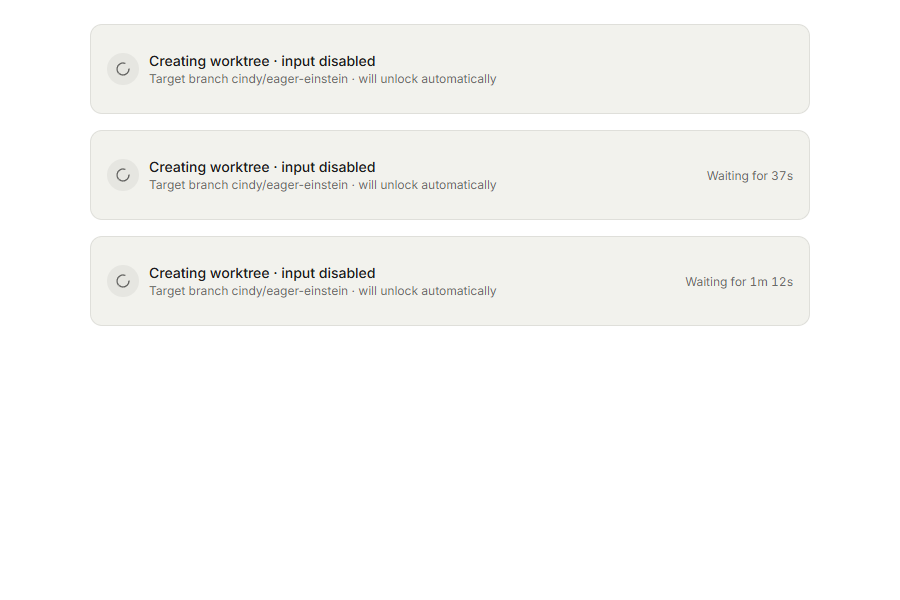 Creating worktree · input disabled
Target branch cindy/eager-einstein · will unlock automatically
Creating worktree · input disabled
Target branch cindy/eager-einstein · will unlock automatically
Waiting for 37s
Creating worktree · input disabled
Target branch cindy/eager-einstein · will unlock automatically
Waiting for 1m 12s